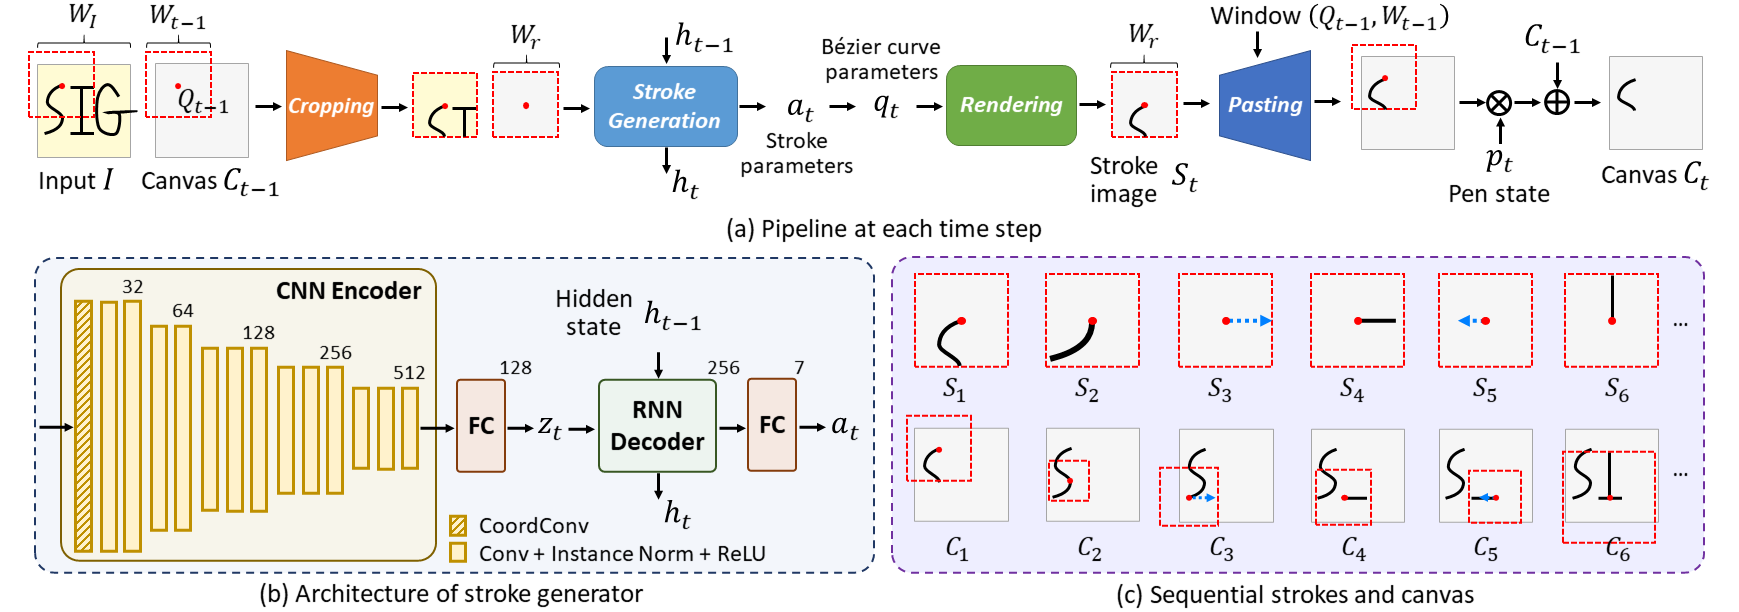 W_I
W_{t−1}
W_r
h_{t−1}
Bézier curve
parameters
W_r
Window (Q_{t−1}, W_{t−1})
C_{t−1}
SIG
Q_{t−1}
Cropping
Stroke
Generation
a_t
q_t
Rendering
Pasting
Input I
Canvas C_{t−1}
h_t
Stroke
parameters
Stroke
image S_t
p_t
Pen state
Canvas C_t
(a) Pipeline at each time step
CNN Encoder
32
64
128
256
512
FC
128
z_t
Hidden
state h_{t−1}
RNN
Decoder
256
h_t
FC
7
a_t
CoordConv
Conv + Instance Norm + ReLU
(b) Architecture of stroke generator
S_1 S_2 S_3 S_4 S_5 S_6 ...
C_1 C_2 C_3 C_4 C_5 C_6 ...
(c) Sequential strokes and canvas